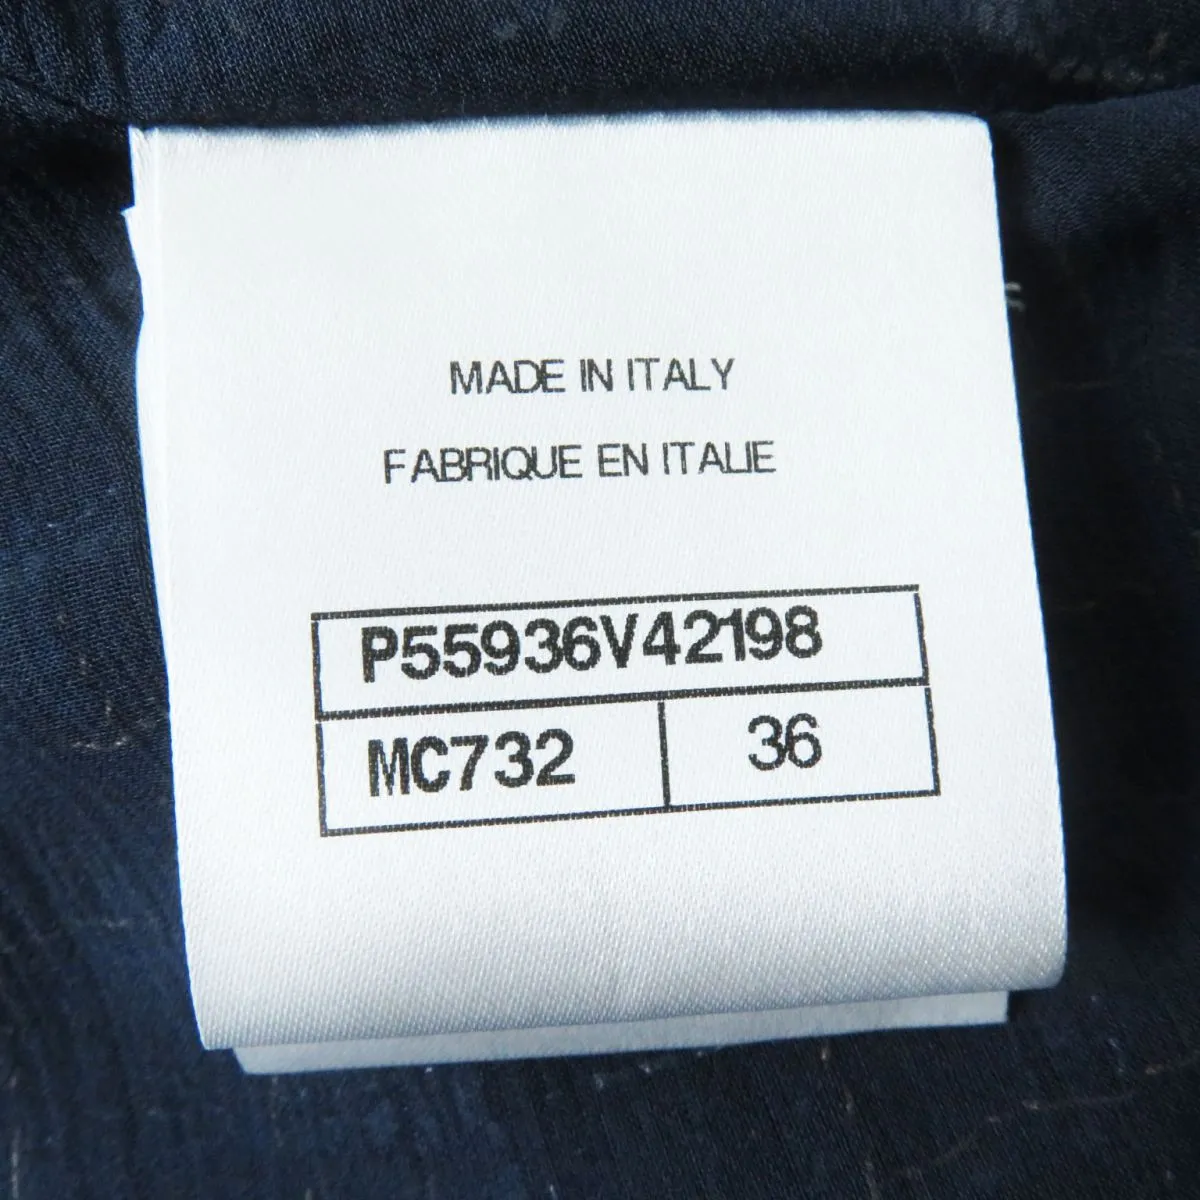 MADE IN ITALY
FABRIQUE EN ITALIE
P55936V42198
MC732 36